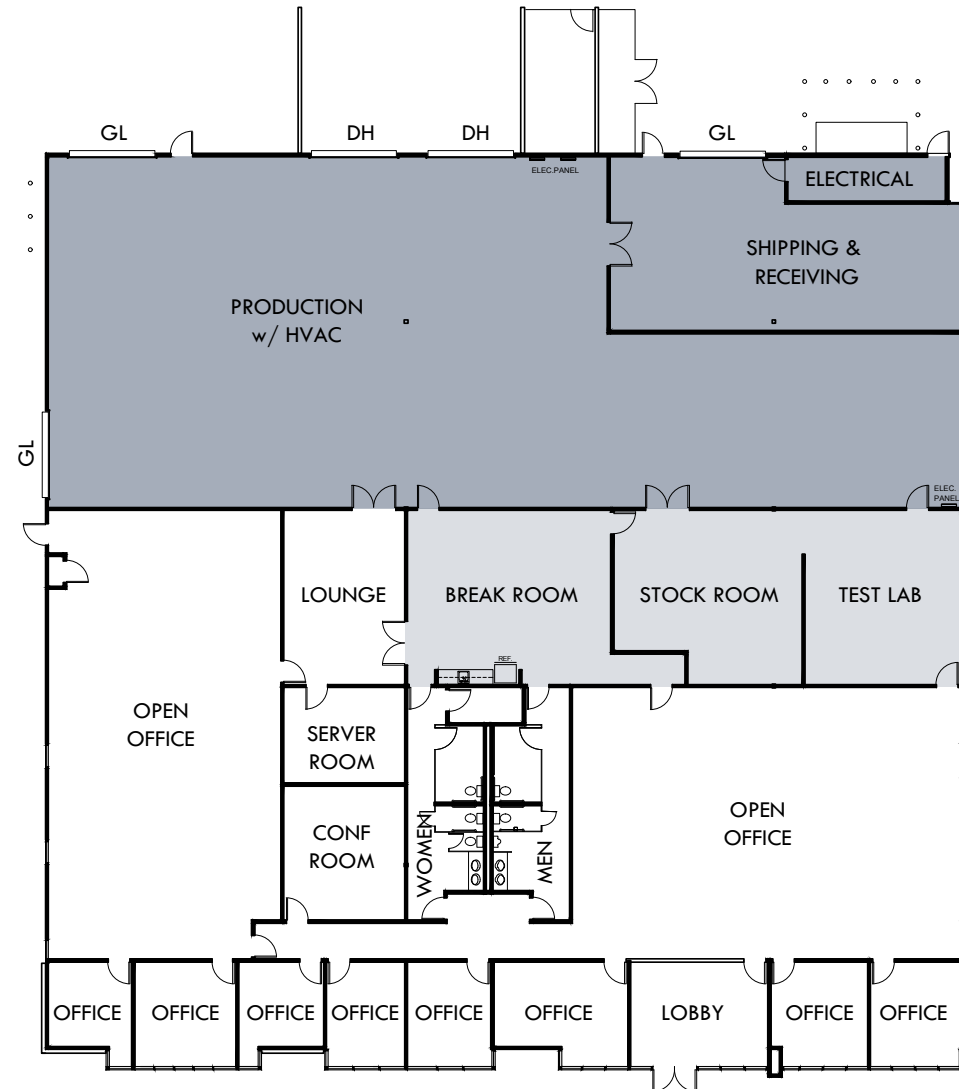 GL
DH
DH
GL
ELEC.PANEL
ELECTRICAL
SHIPPING &
RECEIVING
PRODUCTION
w/ HVAC
GL
ELEC.
PANEL
LOUNGE
BREAK ROOM
STOCK ROOM
TEST LAB
REF.
OPEN
OFFICE
SERVER
ROOM
CONF
ROOM
WOMEN
MEN
OPEN
OFFICE
OFFICE
OFFICE
OFFICE
OFFICE
OFFICE
OFFICE
LOBBY
OFFICE
OFFICE